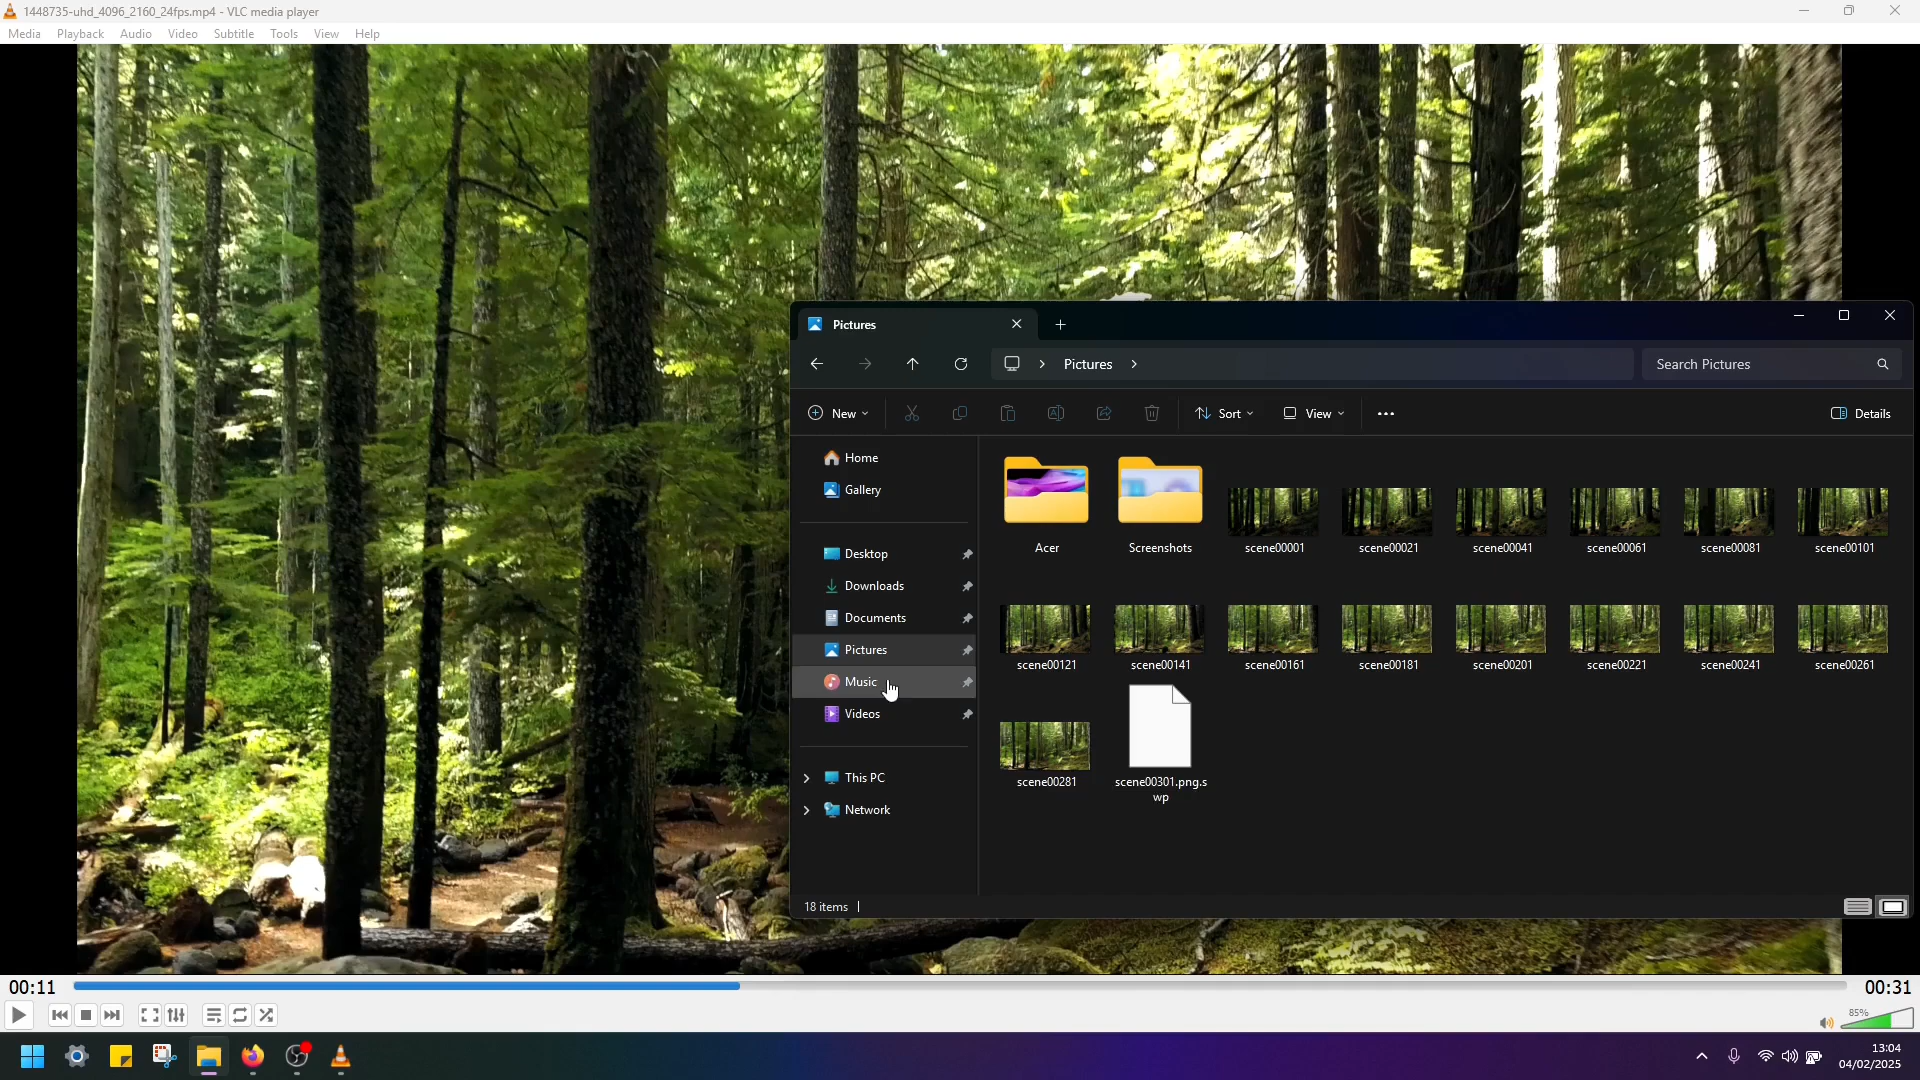 1448735-uhd_4096_2160_24fps.mp4 - VLC media player
Media Playback Audio Video Subtitle Tools View Help
Pictures
Pictures
Search Pictures
New
Sort
View
Details
Home
Gallery
Desktop
Downloads
Documents
Pictures
Music
Videos
This PC
Network
Acer Screenshots scene00001 scene00021 scene00041 scene00061 scene00081 scene00101
scene00121 scene00141 scene00161 scene00181 scene00201 scene00221 scene00241 scene00261
scene00281 scene00301.png.s
wp
18 items
00:11
00:31
85%
13:04
04/02/2025